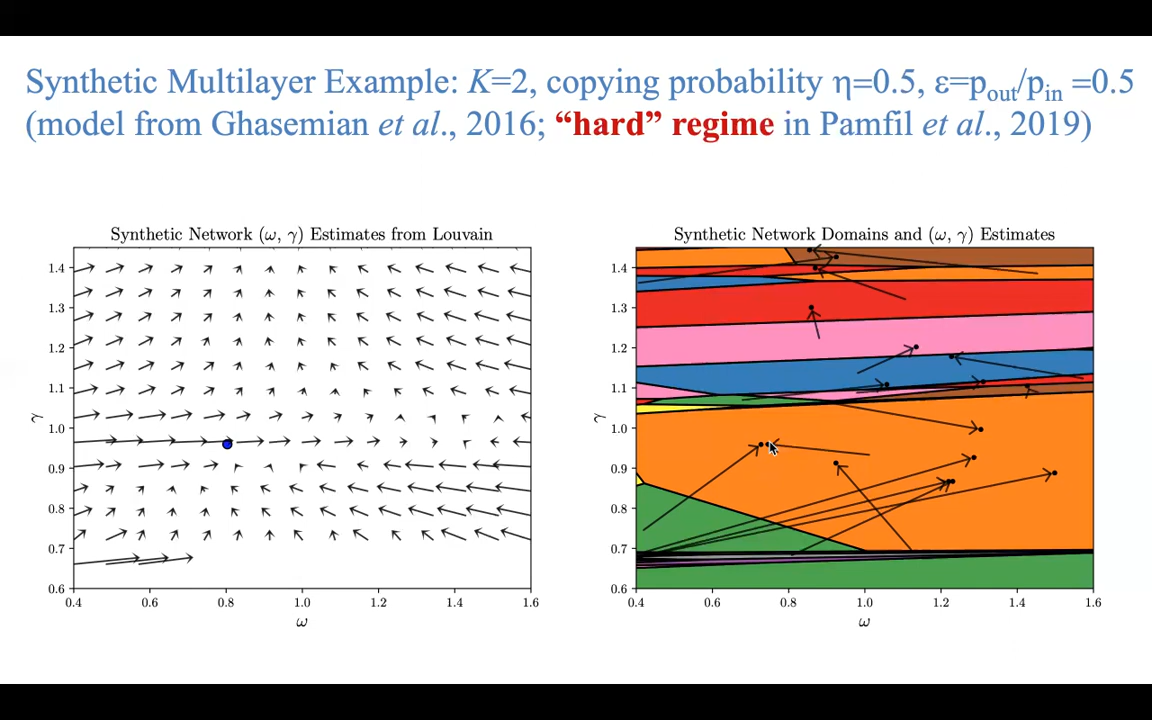 Synthetic Multilayer Example: K=2, copying probability η=0.5, ε=pout/pin =0.5
(model from Ghasemian et al., 2016; “hard” regime in Pamfil et al., 2019)
Synthetic Network (ω, γ) Estimates from Louvain
1.4
1.3
1.2
1.1
1.0
0.9
0.8
0.7
0.6
γ
0.4 0.6 0.8 1.0 1.2 1.4 1.6
ω
Synthetic Network Domains and (ω, γ) Estimates
1.4
1.3
1.2
1.1
1.0
0.9
0.8
0.7
0.6
γ
0.4 0.6 0.8 1.0 1.2 1.4 1.6
ω